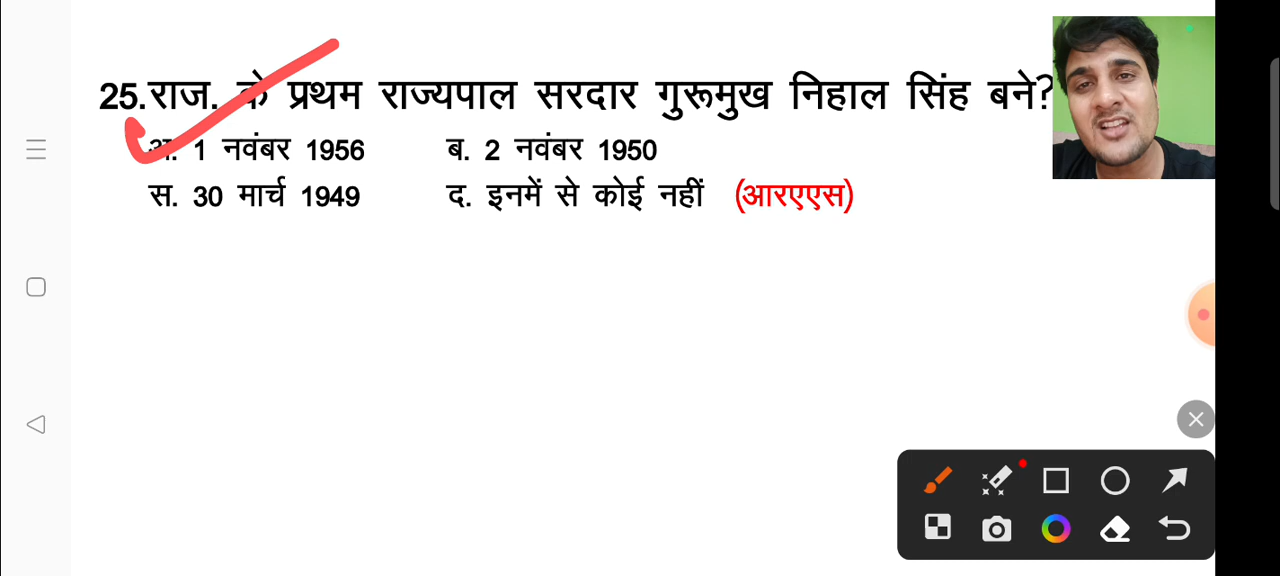 25.राज. के प्रथम राज्यपाल सरदार गुरूमुख निहाल सिंह बने?
अ. 1 नवंबर 1956 ब. 2 नवंबर 1950
स. 30 मार्च 1949 द. इनमें से कोई नहीं (आरएएस)